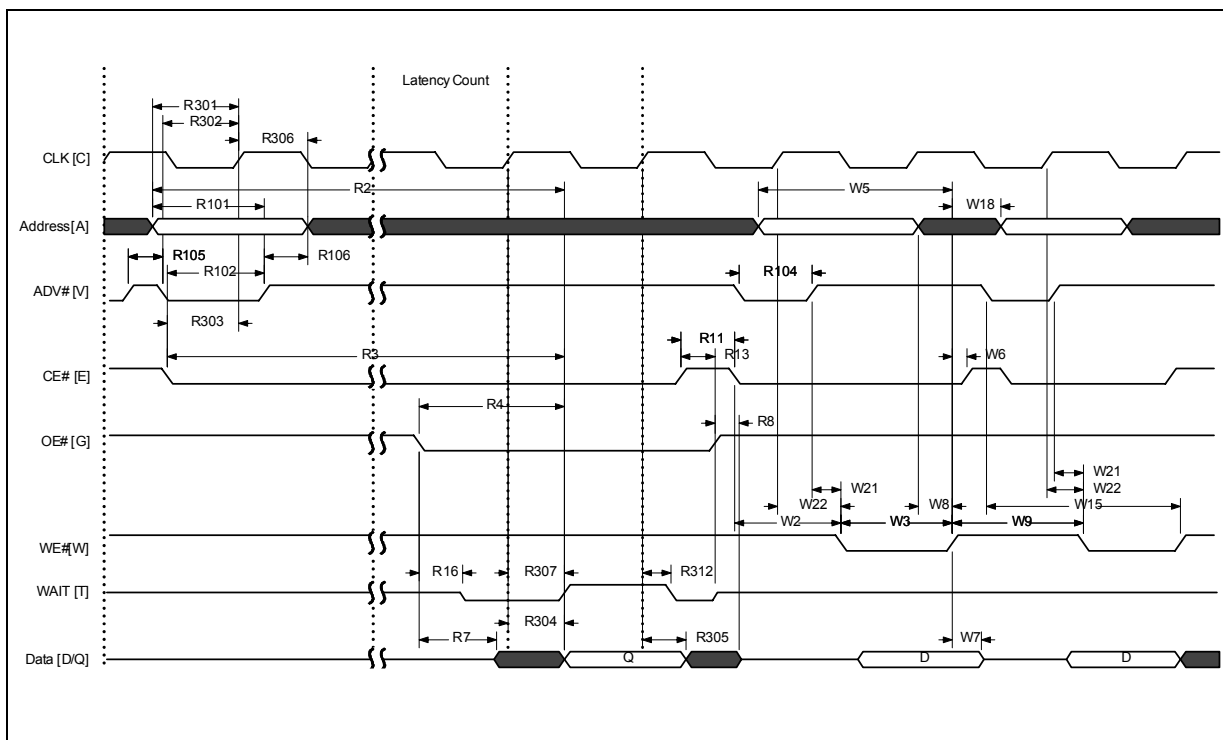 Latency Count
R301
R302
R306
CLK [C]
R2
W5
R101
W18
Address [A]
R105
R102
R106
R104
ADV# [V]
R303
R11
R3
R13
W6
CE# [E]
R4
R8
OE# [G]
W21
W21
W22
W22
W8
W15
W2
W3
W9
WE# [W]
R16
R307
R312
WAIT [T]
R304
R7
R305
W7
Data [D/Q]
Q
D
D